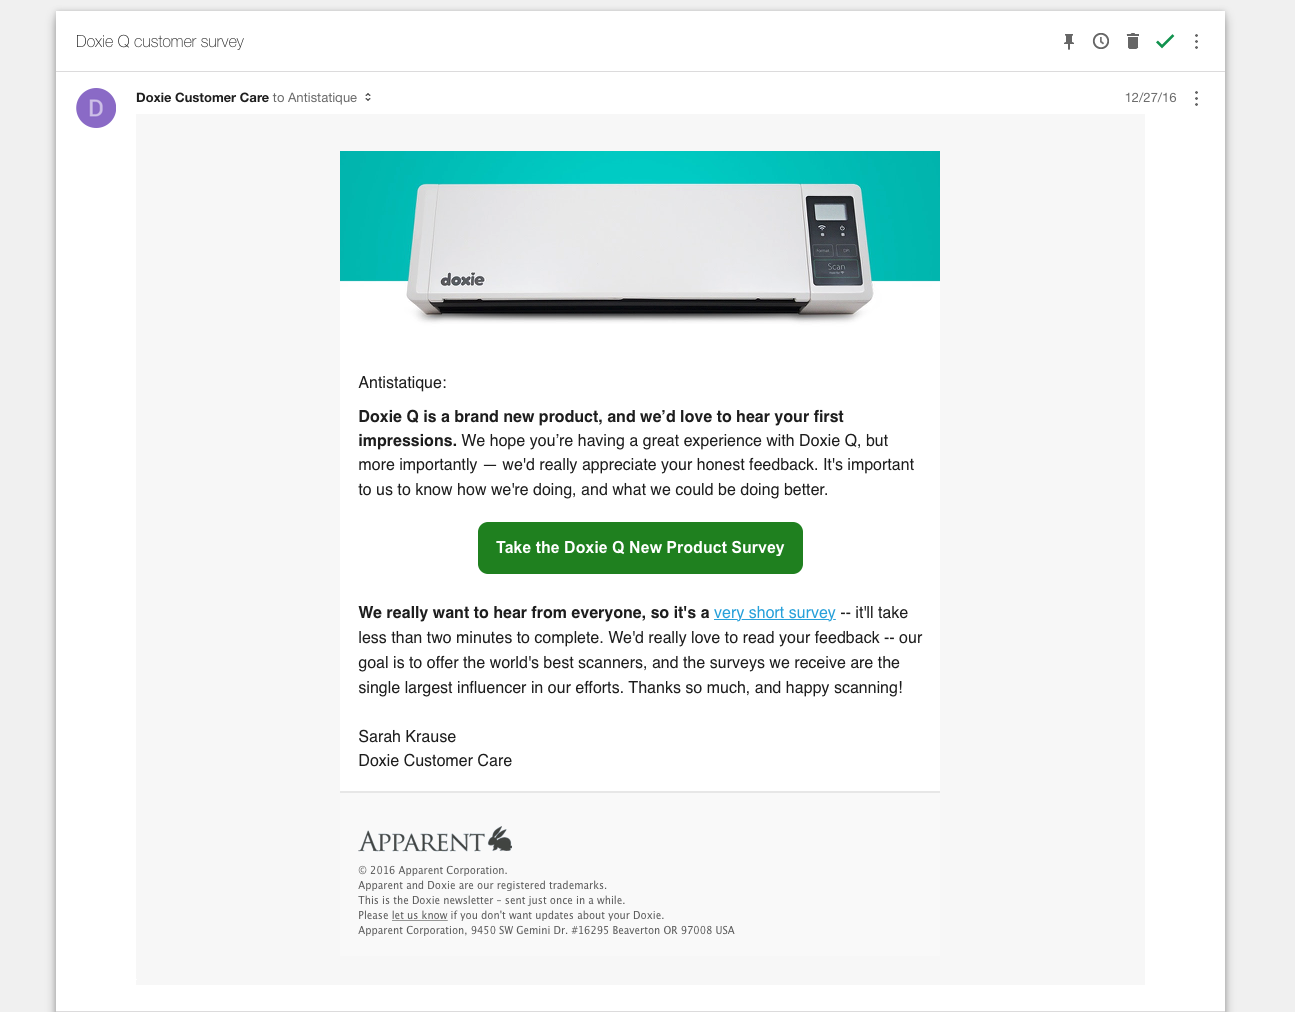 Doxie Q customer survey
D
Doxie Customer Care to Antistatique
12/27/16
doxie
Scan
Antistatique:
Doxie Q is a brand new product, and we’d love to hear your first
impressions. We hope you’re having a great experience with Doxie Q, but
more importantly — we'd really appreciate your honest feedback. It's important
to us to know how we're doing, and what we could be doing better.
Take the Doxie Q New Product Survey
We really want to hear from everyone, so it's a very short survey -- it'll take
less than two minutes to complete. We'd really love to read your feedback -- our
goal is to offer the world's best scanners, and the surveys we receive are the
single largest influencer in our efforts. Thanks so much, and happy scanning!
Sarah Krause
Doxie Customer Care
APPARENT
© 2016 Apparent Corporation.
Apparent and Doxie are our registered trademarks.
This is the Doxie newsletter – sent just once in a while.
Please let us know if you don't want updates about your Doxie.
Apparent Corporation, 9450 SW Gemini Dr. #16295 Beaverton OR 97008 USA